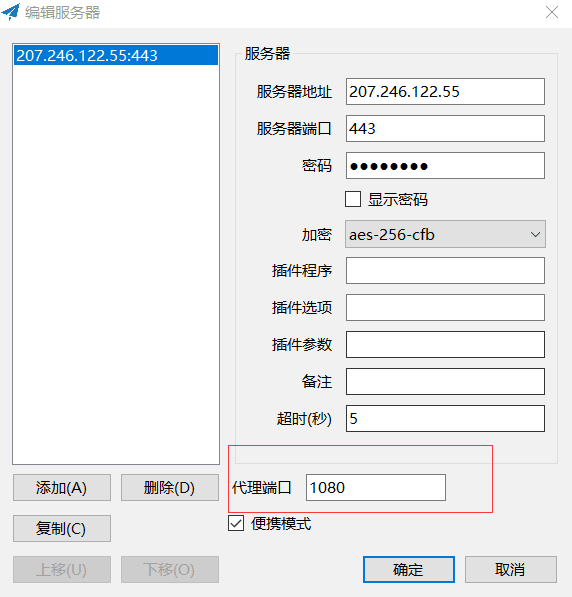 编辑服务器
207.246.122.55:443
服务器
服务器地址 207.246.122.55
服务器端口 443
密码 ●●●●●●●●
显示密码
加密 aes-256-cfb
插件程序
插件选项
插件参数
备注
超时(秒) 5
添加(A) 删除(D) 代理端口 1080
复制(C) 便携模式
上移(U) 下移(O) 确定 取消